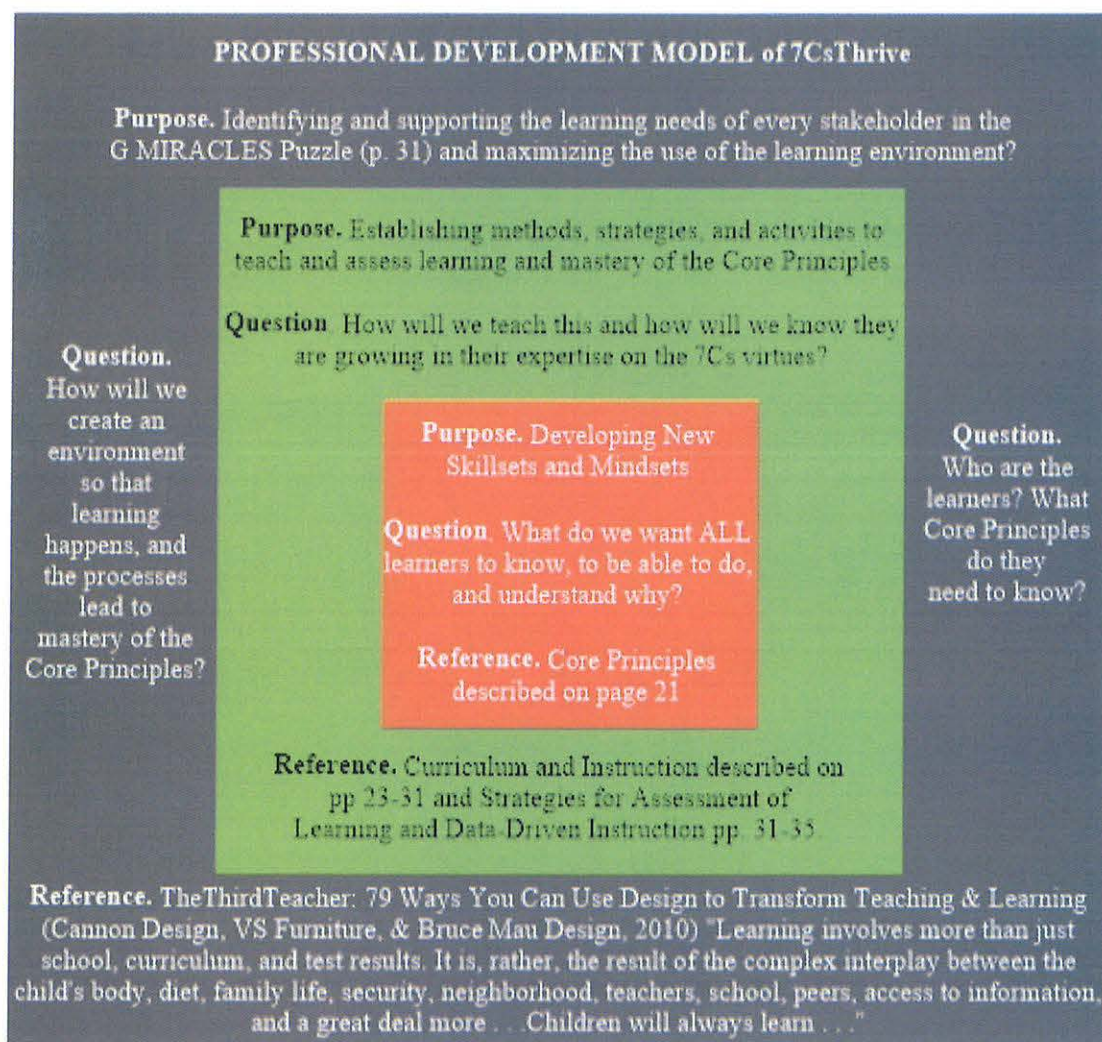 PROFESSIONAL DEVELOPMENT MODEL of 7CsThrive
Purpose. Identifying and supporting the learning needs of every stakeholder in the
G MIRACLES Puzzle (p. 31) and maximizing the use of the learning environment?
Purpose. Establishing methods, strategies, and activities to
teach and assess learning and mastery of the Core Principles
Question. How will we teach this and how will we know they
are growing in their expertise on the 7Cs virtues?
Question.
How will we
create an
environment
so that
learning
happens, and
the processes
lead to
mastery of the
Core Principles?
Purpose. Developing New
Skillsets and Mindsets
Question. What do we want ALL
learners to know, to be able to do,
and understand why?
Reference. Core Principles
described on page 21
Question.
Who are the
learners? What
Core Principles
do they
need to know?
Reference. Curriculum and Instruction described on
pp 23-31 and Strategies for Assessment of
Learning and Data-Driven Instruction pp. 31-35.
Reference. TheThirdTeacher: 79 Ways You Can Use Design to Transform Teaching & Learning
(Cannon Design, VS Furniture, & Bruce Mau Design, 2010) "Learning involves more than just
school, curriculum, and test results. It is, rather, the result of the complex interplay between the
child's body, diet, family life, security, neighborhood, teachers, school, peers, access to information,
and a great deal more . . .Children will always learn . . ."